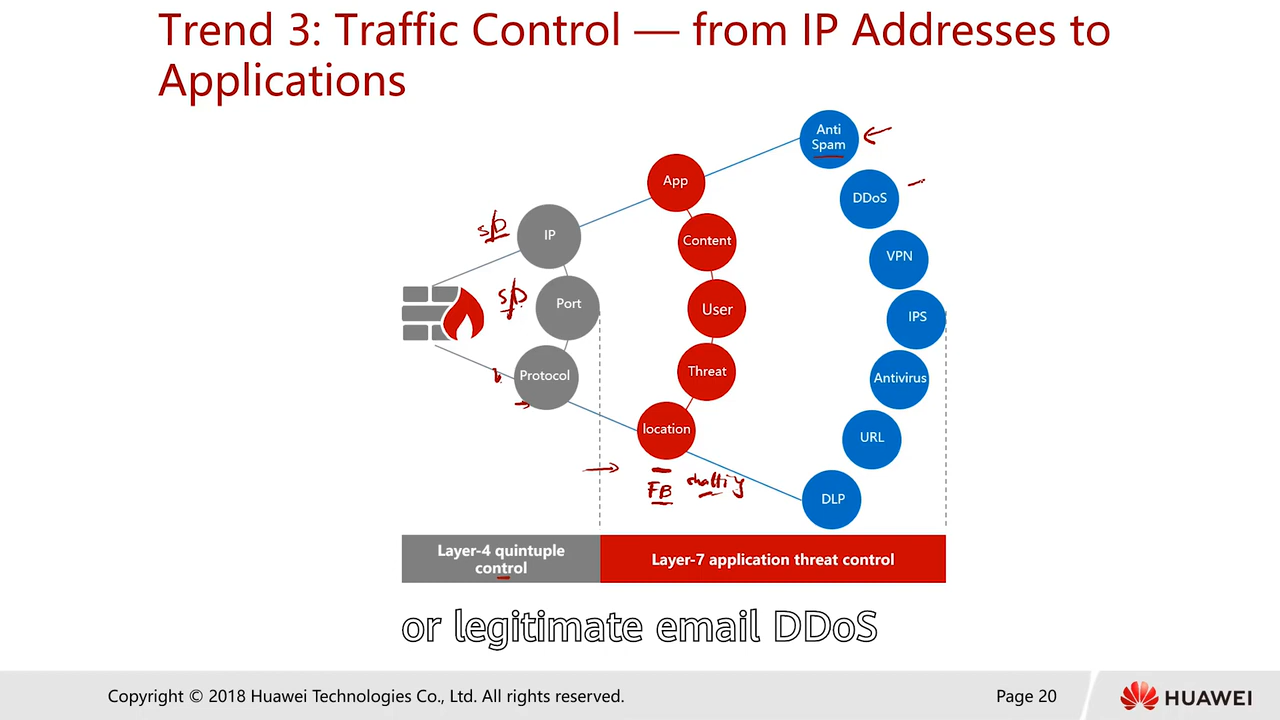 Trend 3: Traffic Control — from IP Addresses to
Applications
Anti
Spam
App
DDoS
S/D
IP
Content
VPN
S/D
Port
User
IPS
Protocol
Threat
Antivirus
location
URL
FB
DLP
Layer-4 quintuple
control
Layer-7 application threat control
or legitimate email DDoS
Copyright © 2018 Huawei Technologies Co., Ltd. All rights reserved.
Page 20
HUAWEI